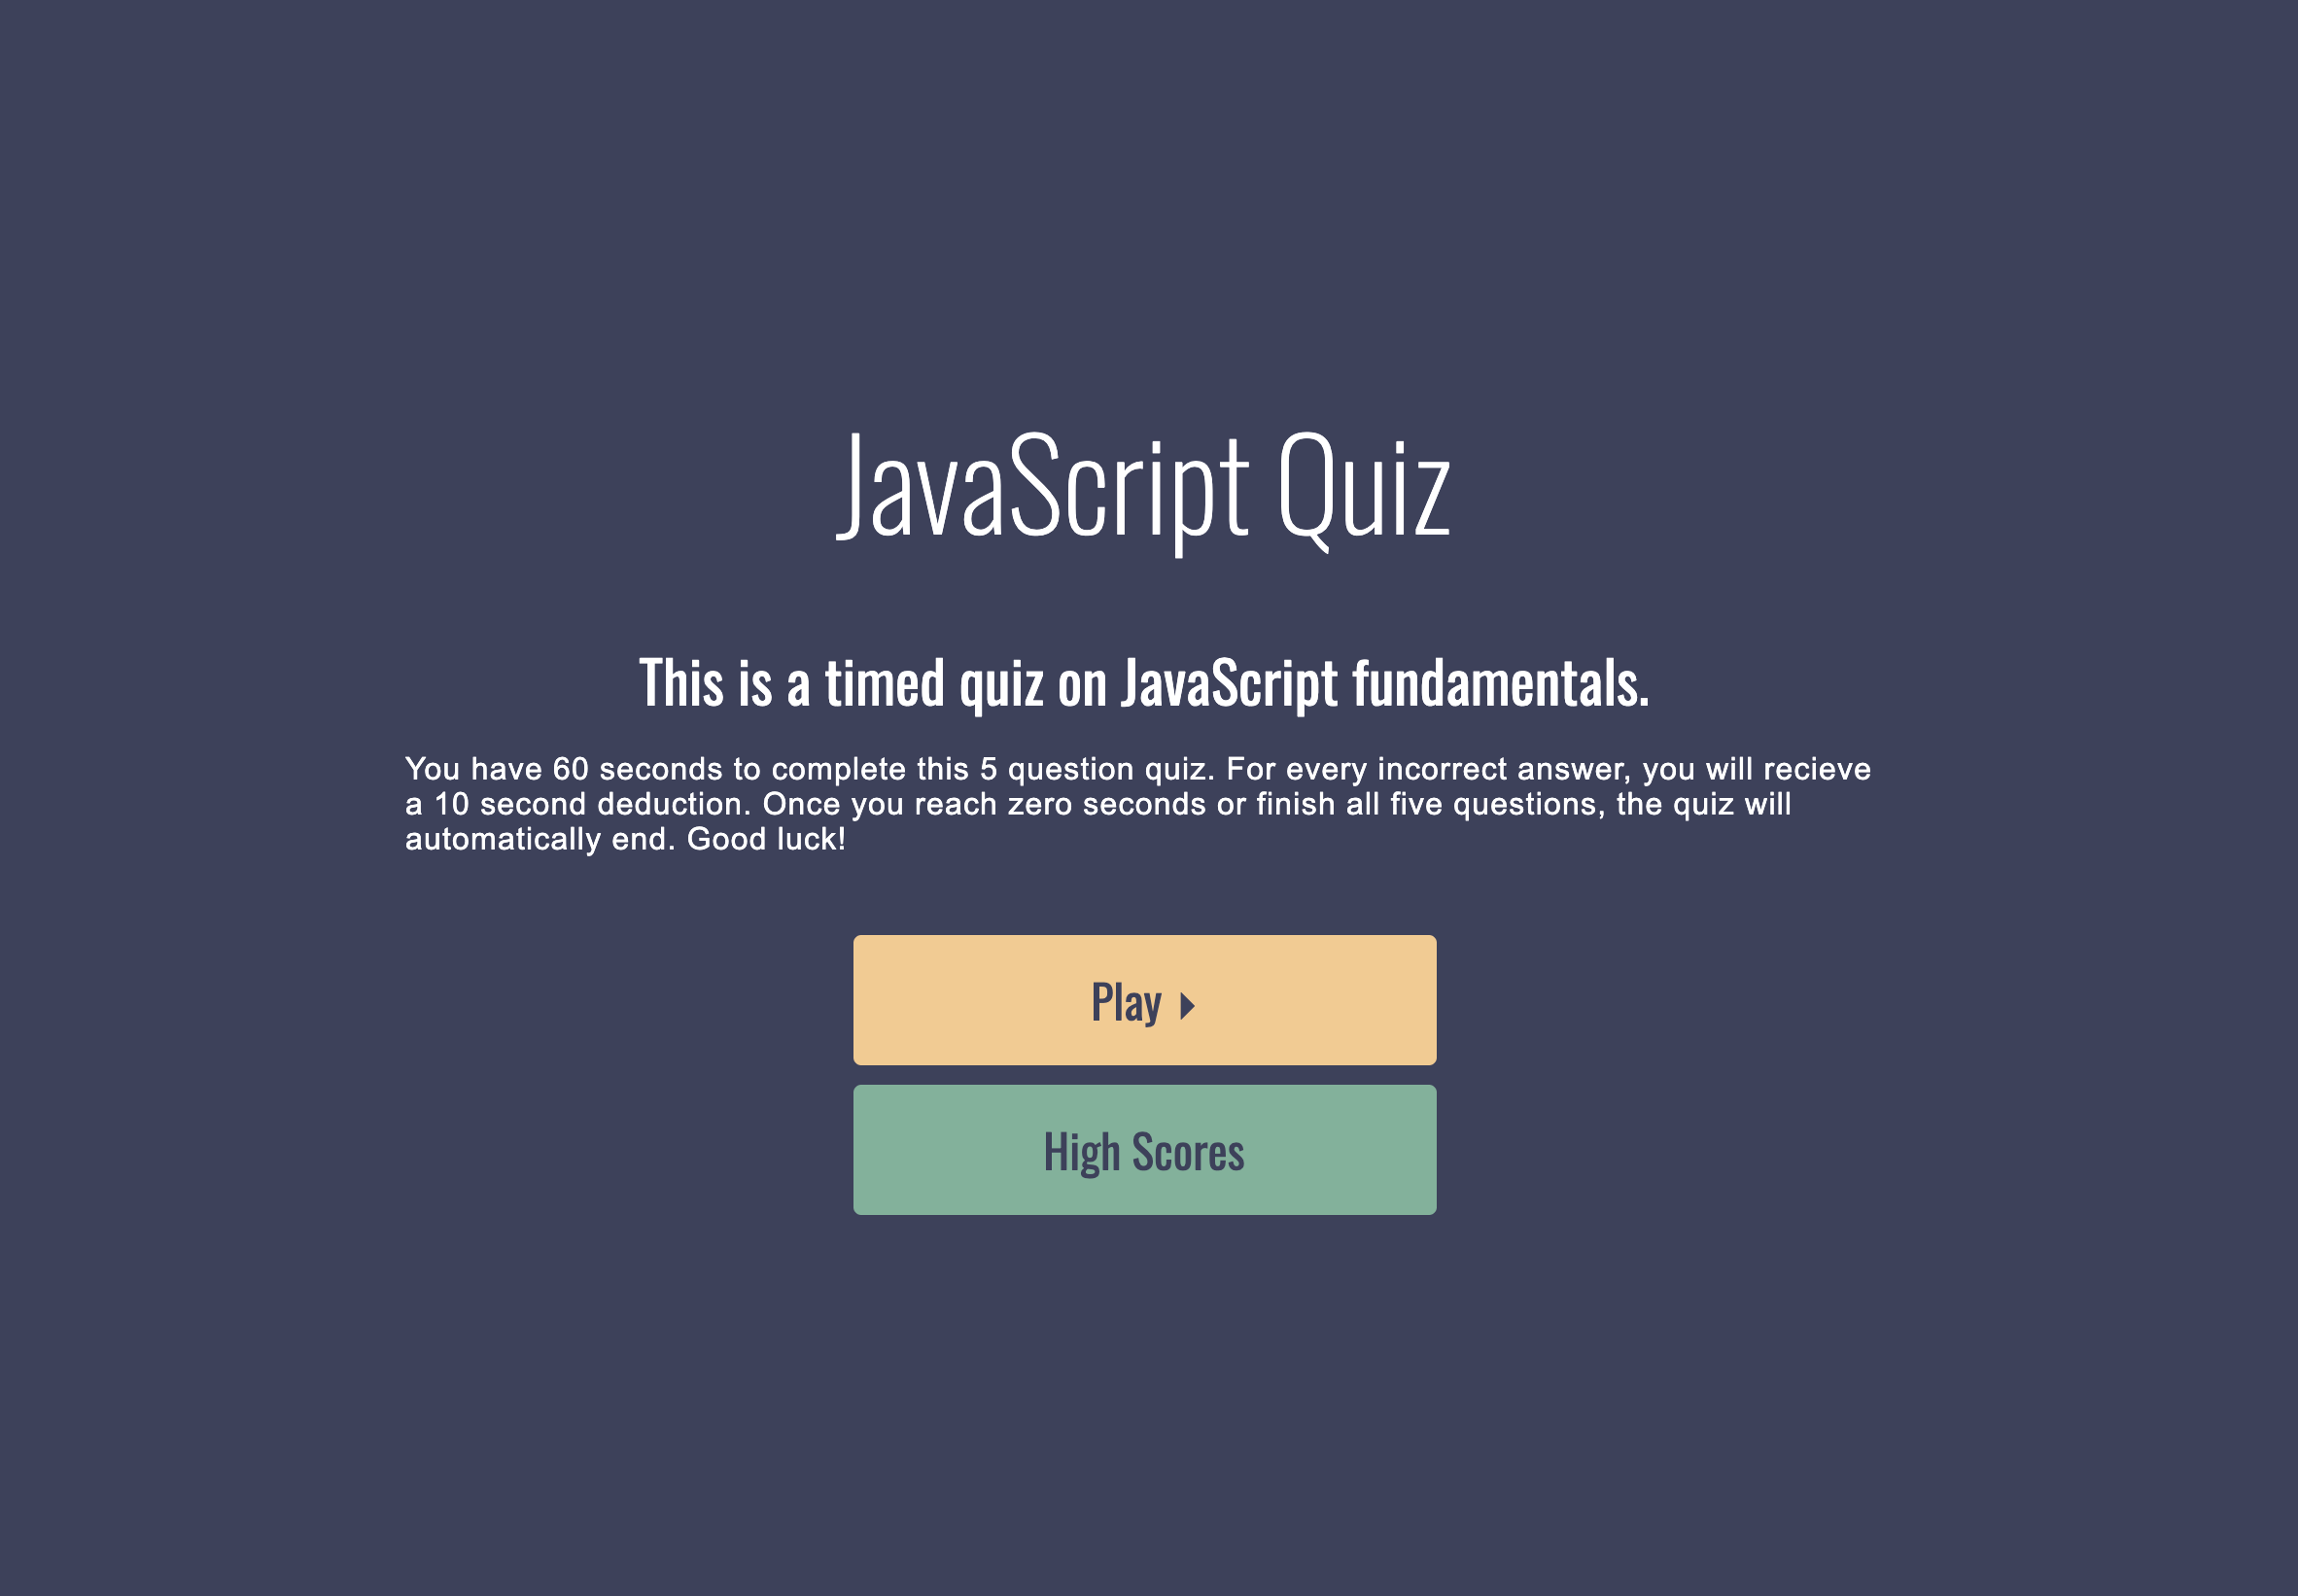 JavaScript Quiz
This is a timed quiz on JavaScript fundamentals.
You have 60 seconds to complete this 5 question quiz. For every incorrect answer, you will recieve
a 10 second deduction. Once you reach zero seconds or finish all five questions, the quiz will
automatically end. Good luck!
Play
High Scores